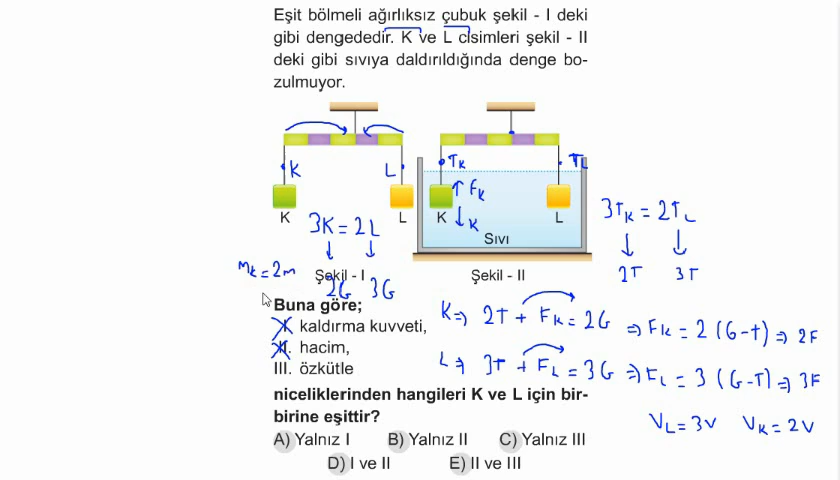 Eşit bölmeli ağırlıksız çubuk şekil - I deki
gibi dengededir. K ve L cisimleri şekil - II
deki gibi sıvıya daldırıldığında denge bo-
zulmuyor.
K L
K L
3K = 2L
2G 3G
Şekil - I
mK = 2m
TK TL
FK
K K L
SIVI
Şekil - II
3TK = 2TL
2T 3T
Buna göre;
I. kaldırma kuvveti,
II. hacim,
III. özkütle
niceliklerinden hangileri K ve L için bir-
birine eşittir?
A) Yalnız I B) Yalnız II C) Yalnız III
D) I ve II E) II ve III
K ⇒ 2T + FK = 2G ⇒ FK = 2 (G-T) ⇒ 2F
L ⇒ 3T + FL = 3G ⇒ FL = 3 (G-T) ⇒ 3F
VL = 3V VK = 2V